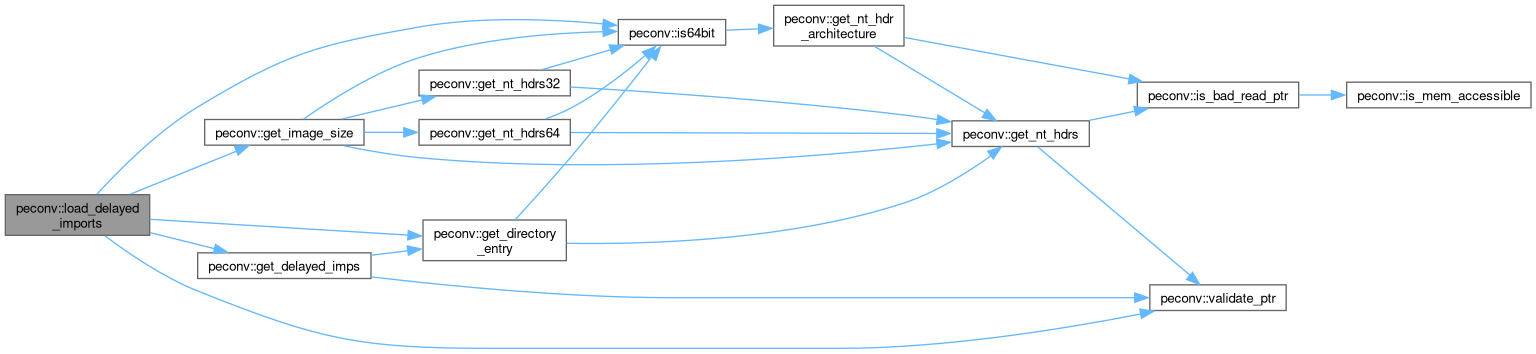 peconv::load_delayed
_imports
peconv::get_image_size
peconv::get_delayed_imps
peconv::get_nt_hdrs32
peconv::get_nt_hdrs64
peconv::get_directory
_entry
peconv::is64bit
peconv::get_nt_hdr
_architecture
peconv::get_nt_hdrs
peconv::is_bad_read_ptr
peconv::validate_ptr
peconv::is_mem_accessible